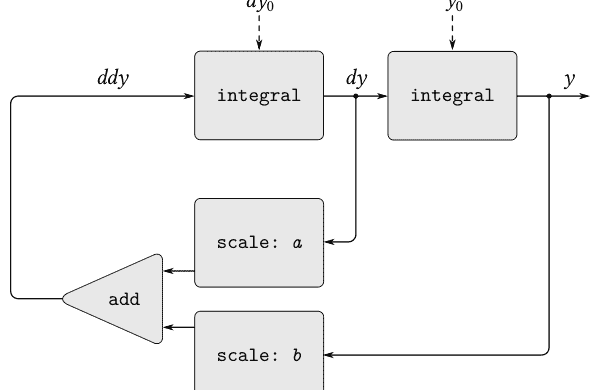 dy₀ y₀
ddy dy y
integral integral
scale: a
add
scale: b